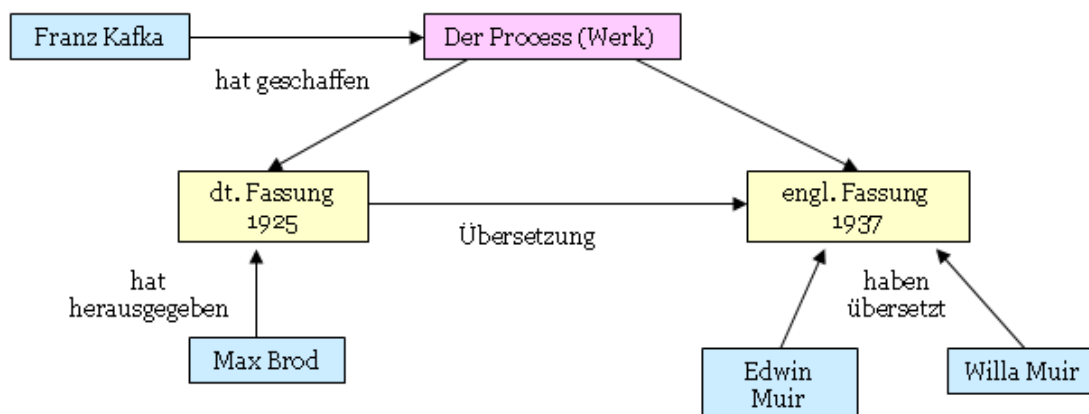 Franz Kafka
Der Process (Werk)
hat geschaffen
dt. Fassung
1925
engl. Fassung
1937
Übersetzung
hat
herausgegeben
haben
übersetzt
Max Brod
Edwin
Muir
Willa Muir